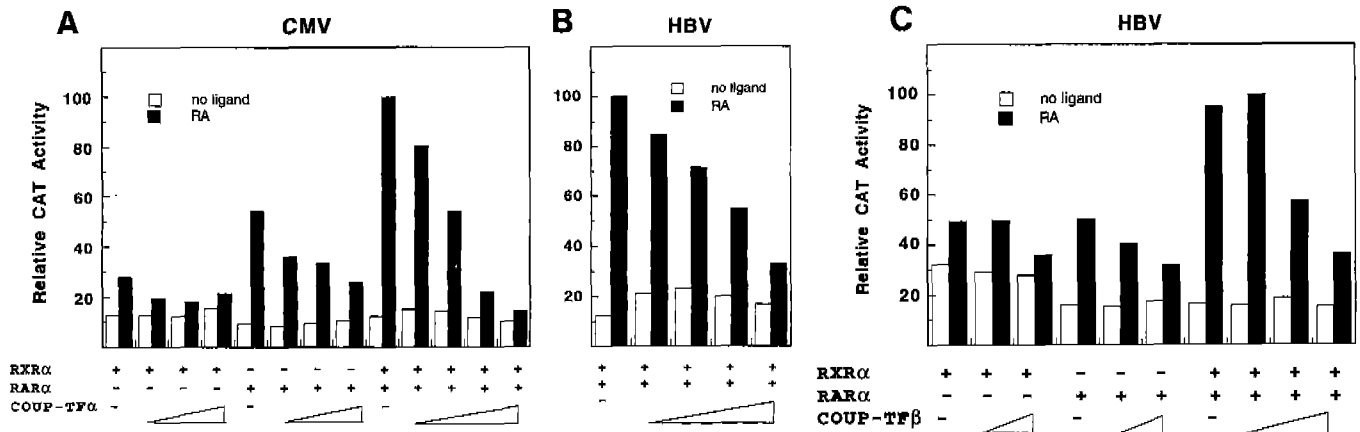 A
CMV
no ligand
RA
Relative CAT Activity
100
80
60
40
20
RXRα + + + + - - - - + + + + +
RARα - - - - + + + + + + + + +
COUP-TFα - - -
B
HBV
no ligand
RA
100
80
60
40
20
+ + + + +
+ + + + +
-
C
HBV
no ligand
RA
Relative CAT Activity
100
80
60
40
20
RXRα + + + - - - + + + +
RARα - - - + + + + + + +
COUP-TFβ - - -